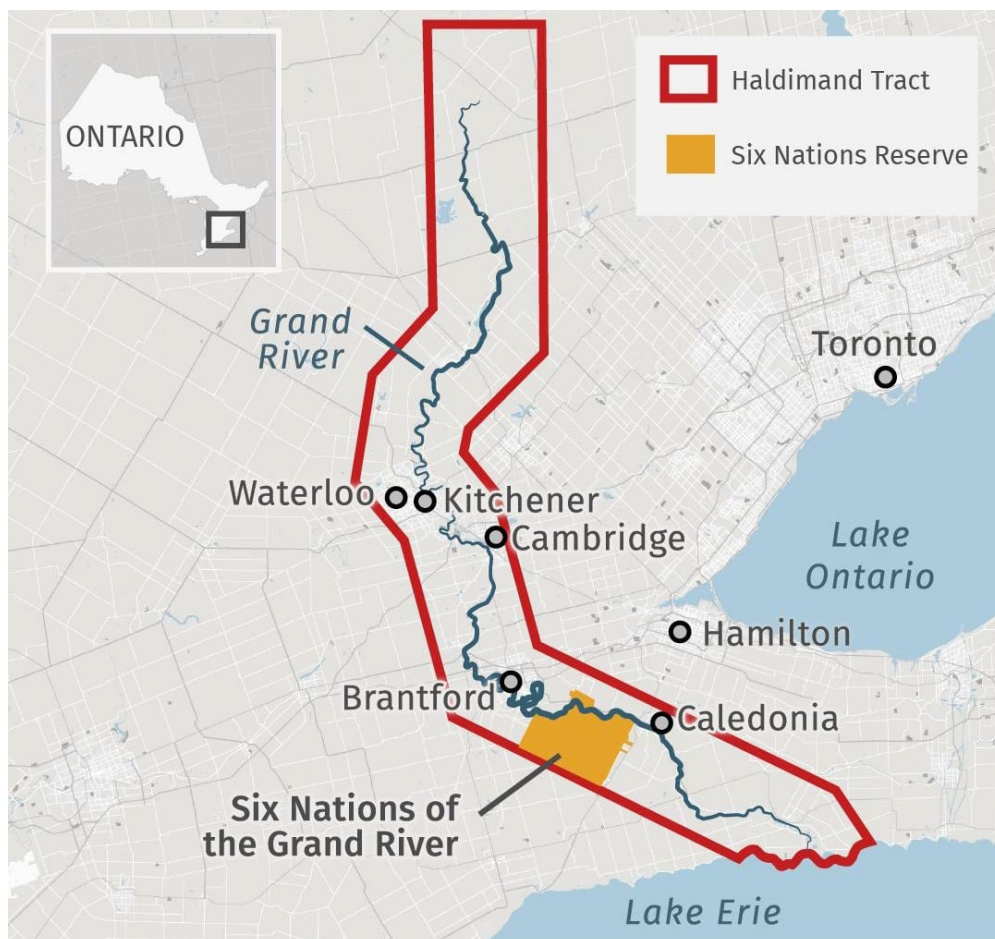 ONTARIO
Haldimand Tract
Six Nations Reserve
Grand
River
Toronto
Waterloo
Kitchener
Cambridge
Lake
Ontario
Hamilton
Brantford
Caledonia
Six Nations of
the Grand River
Lake Erie